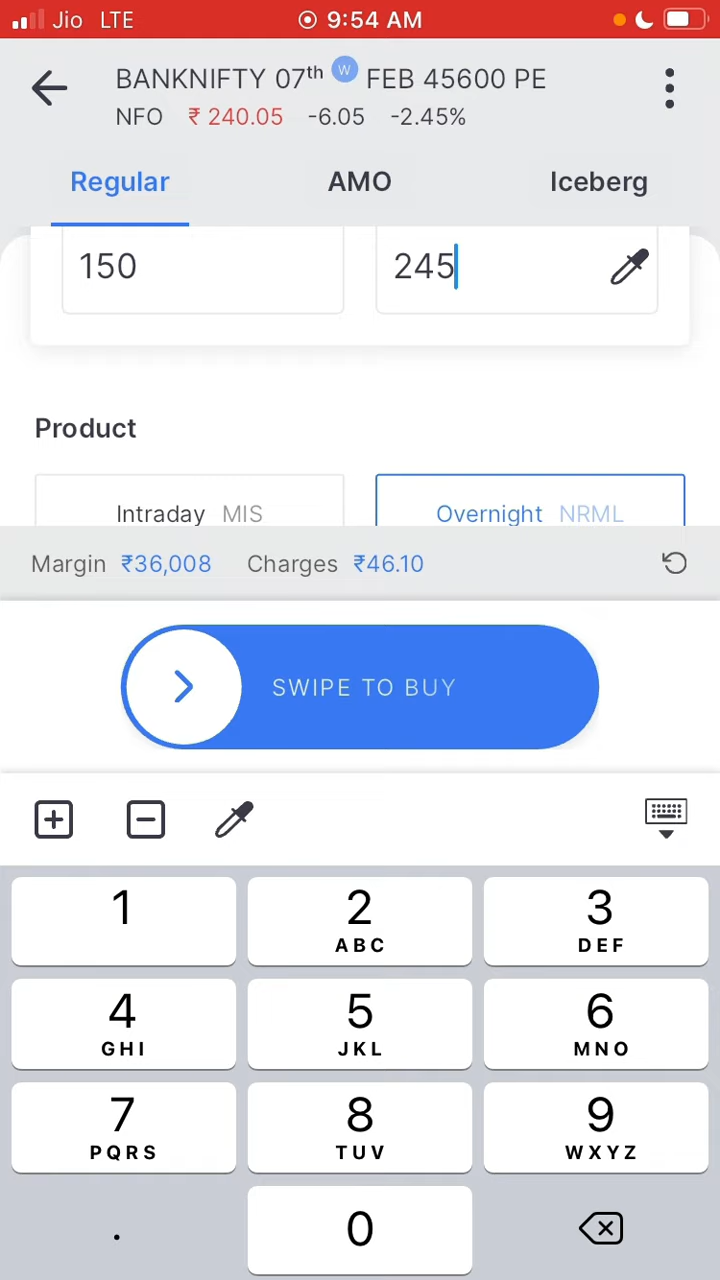 Jio LTE 9:54 AM
BANKNIFTY 07th W FEB 45600 PE
NFO ₹ 240.05 -6.05 -2.45%
Regular AMO Iceberg
150 245
Product
Intraday MIS Overnight NRML
Margin ₹36,008 Charges ₹46.10
SWIPE TO BUY
1 2 3
ABC DEF
4 5 6
GHI JKL MNO
7 8 9
PQRS TUV WXYZ
. 0